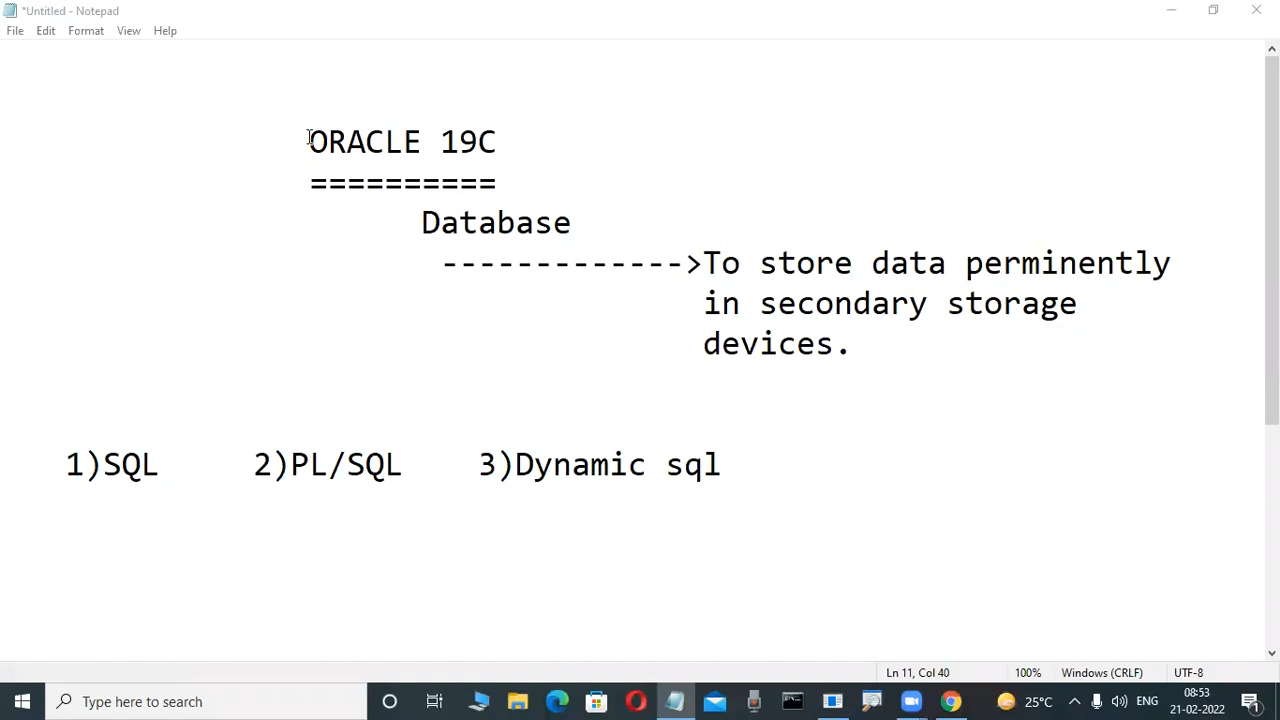 *Untitled - Notepad
File Edit Format View Help
ORACLE 19C
==========
Database
------------->To store data perminently
in secondary storage
devices.
1)SQL 2)PL/SQL 3)Dynamic sql
Ln 11, Col 40 100% Windows (CRLF) UTF-8
Type here to search 25°C ENG 08:53
21-02-2022 1